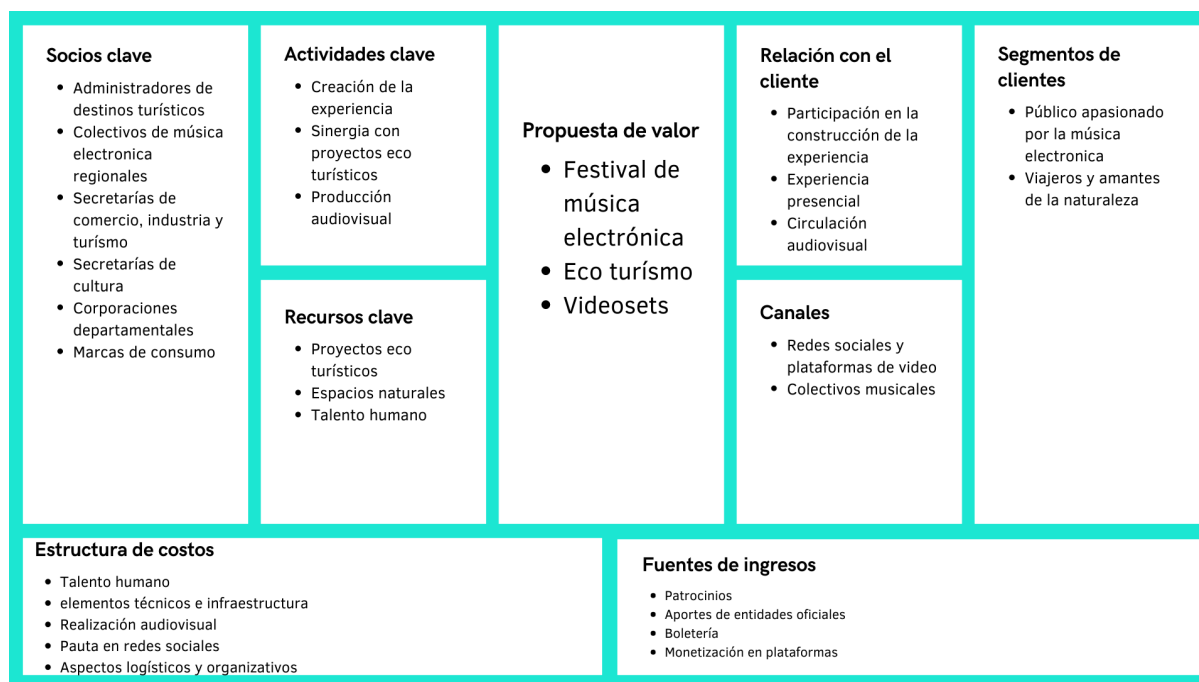 Socios clave
• Administradores de
destinos turísticos
• Colectivos de música
electronica
regionales
• Secretarías de
comercio, industria y
turísmo
• Secretarías de
cultura
• Corporaciones
departamentales
• Marcas de consumo
Actividades clave
• Creación de la
experiencia
• Sinergia con
proyectos eco
turísticos
• Producción
audiovisual
Recursos clave
• Proyectos eco
turísticos
• Espacios naturales
• Talento humano
Propuesta de valor
• Festival de
música
electrónica
• Eco turísmo
• Videosets
Relación con el
cliente
• Participación en la
construcción de la
experiencia
• Experiencia
presencial
• Circulación
audiovisual
Canales
• Redes sociales y
plataformas de video
• Colectivos musicales
Segmentos de
clientes
• Público apasionado
por la música
electronica
• Viajeros y amantes
de la naturaleza
Estructura de costos
• Talento humano
• elementos técnicos e infraestructura
• Realización audiovisual
• Pauta en redes sociales
• Aspectos logísticos y organizativos
Fuentes de ingresos
• Patrocinios
• Aportes de entidades oficiales
• Boletería
• Monetización en plataformas